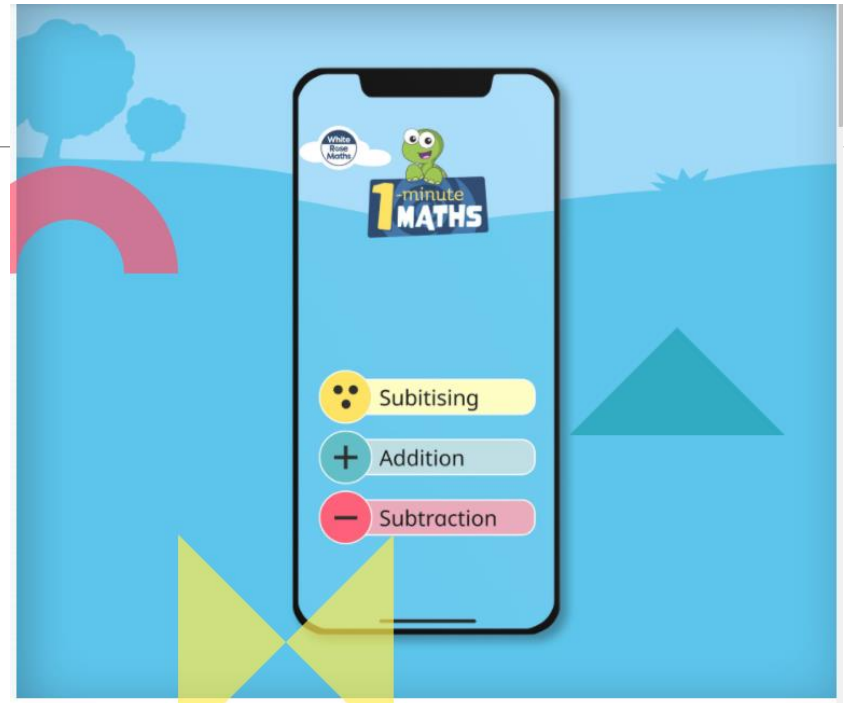 White
Rose
Maths
1-minute
MATHS
Subitising
Addition
Subtraction